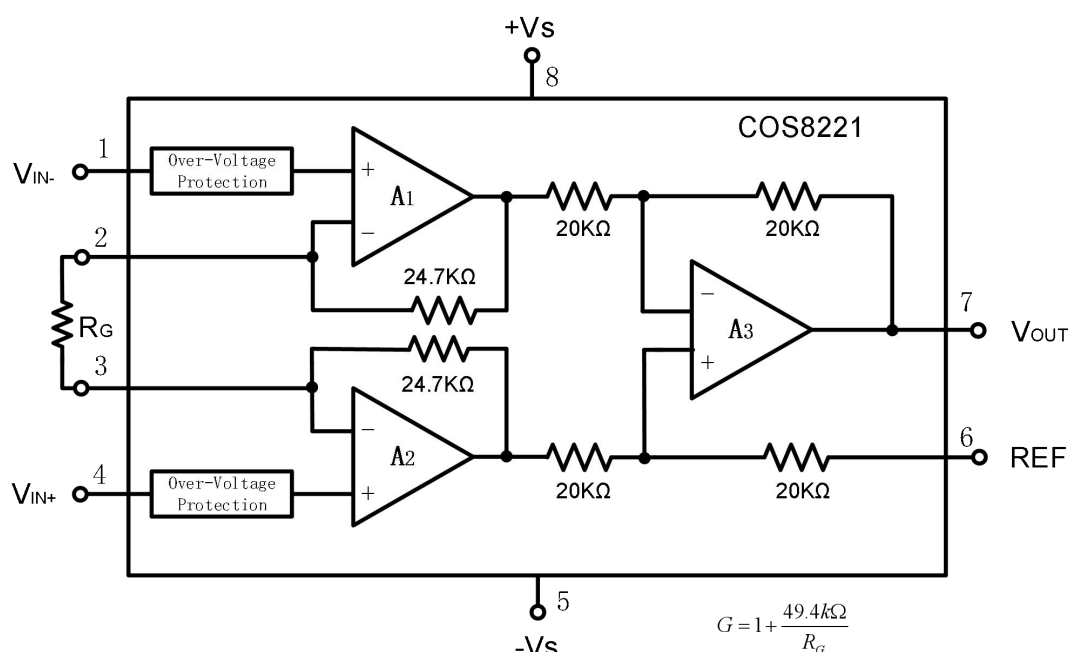 +Vs
8
COS8221
1
VIN-
Over-Voltage
Protection
+
A1
−
20KΩ
20KΩ
2
24.7KΩ
RG
−
A3
+
7
VOUT
3
24.7KΩ
−
A2
+
4
VIN+
Over-Voltage
Protection
20KΩ
20KΩ
6
REF
5
-Vs
G = 1 + 49.4kΩ / RG